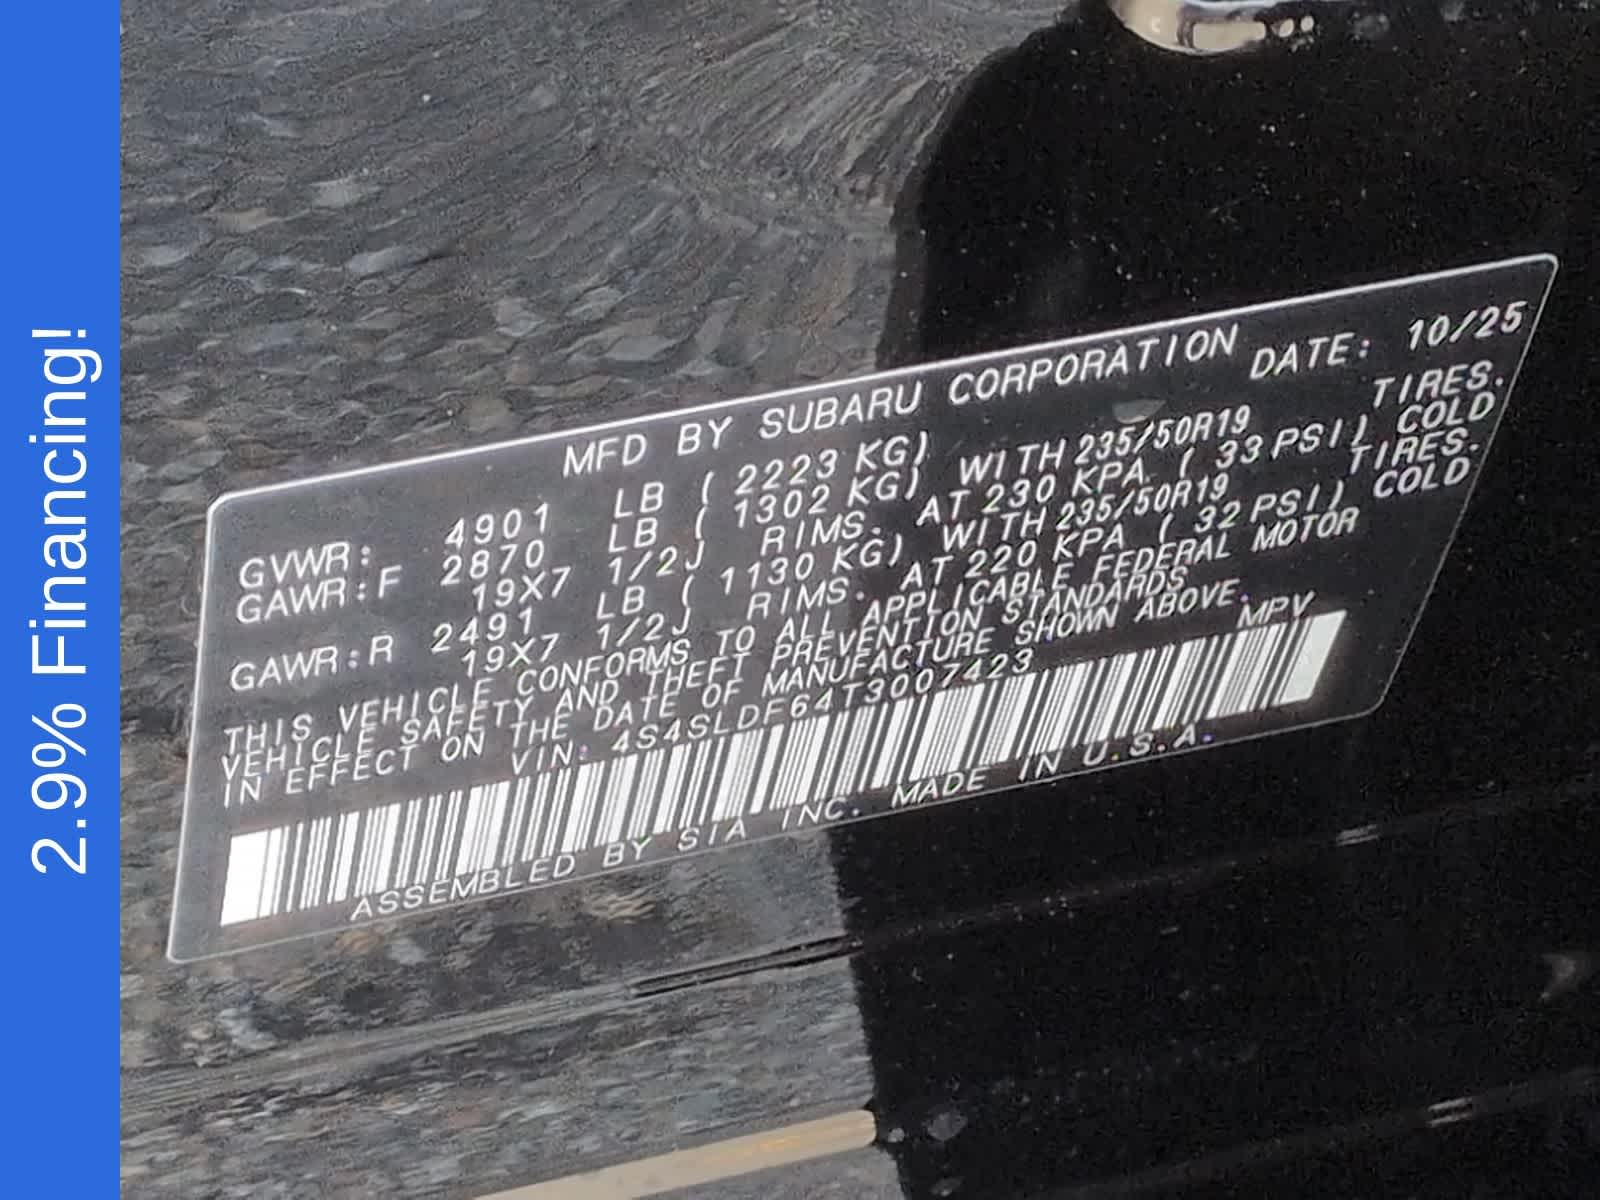 2.9% Financing!
MFD BY SUBARU CORPORATION DATE: 10/25
GVWR: 4901 LB ( 2223 KG)
GAWR:F 2870 LB ( 1302 KG) WITH 235/50R19 TIRES.
19X7 1/2J RIMS. AT 230 KPA ( 33 PSI) COLD
GAWR:R 2491 LB ( 1130 KG) WITH 235/50R19 TIRES.
19X7 1/2J RIMS. AT 220 KPA ( 32 PSI) COLD
THIS VEHICLE CONFORMS TO ALL APPLICABLE FEDERAL MOTOR
VEHICLE SAFETY AND THEFT PREVENTION STANDARDS
IN EFFECT ON THE DATE OF MANUFACTURE SHOWN ABOVE.
VIN: 4S4SLDF64T3007423 MPV
ASSEMBLED BY SIA INC. MADE IN U.S.A.